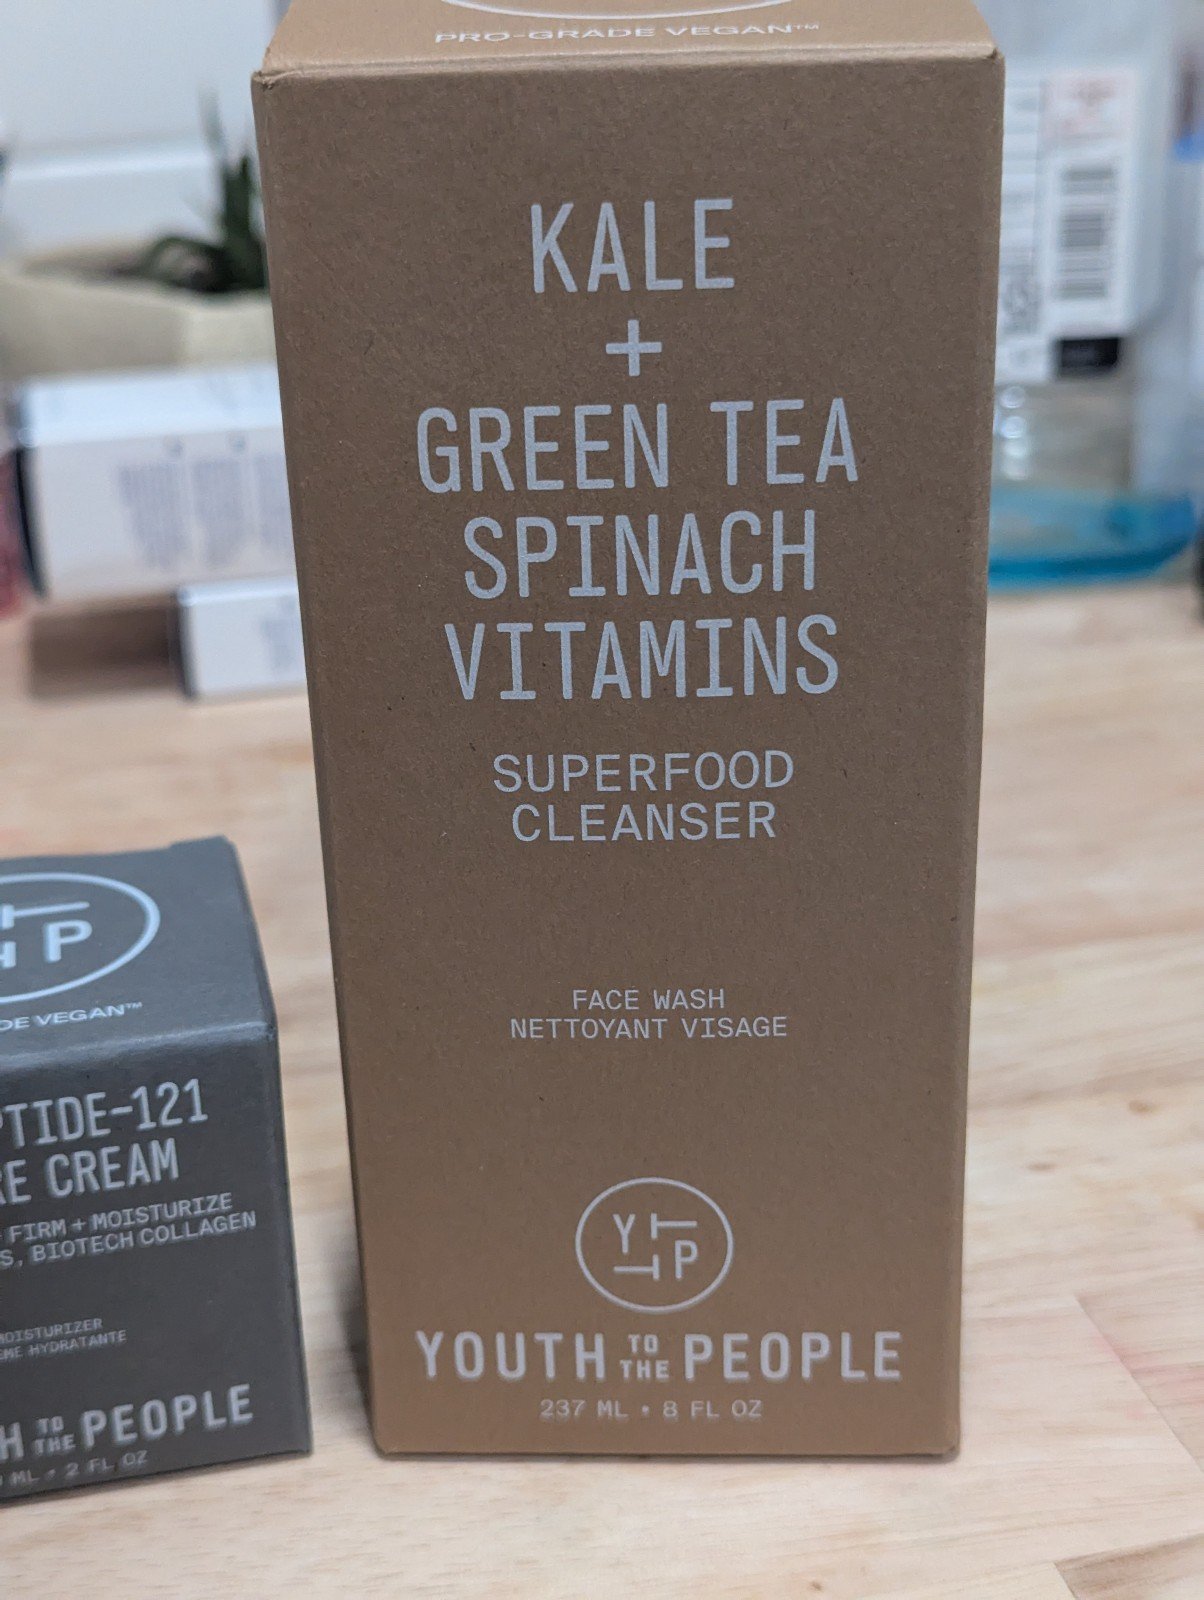 PRO-GRADE VEGAN™
KALE
+
GREEN TEA
SPINACH
VITAMINS
SUPERFOOD
CLEANSER
FACE WASH
NETTOYANT VISAGE
Y T P
YOUTH TO THE PEOPLE
237 ML • 8 FL OZ
P
DE VEGAN™
PTIDE-121
RE CREAM
FIRM + MOISTURIZE
S, BIOTECH COLLAGEN
MOISTURIZER
ÈME HYDRATANTE
H TO THE PEOPLE
ML • 2 FL OZ